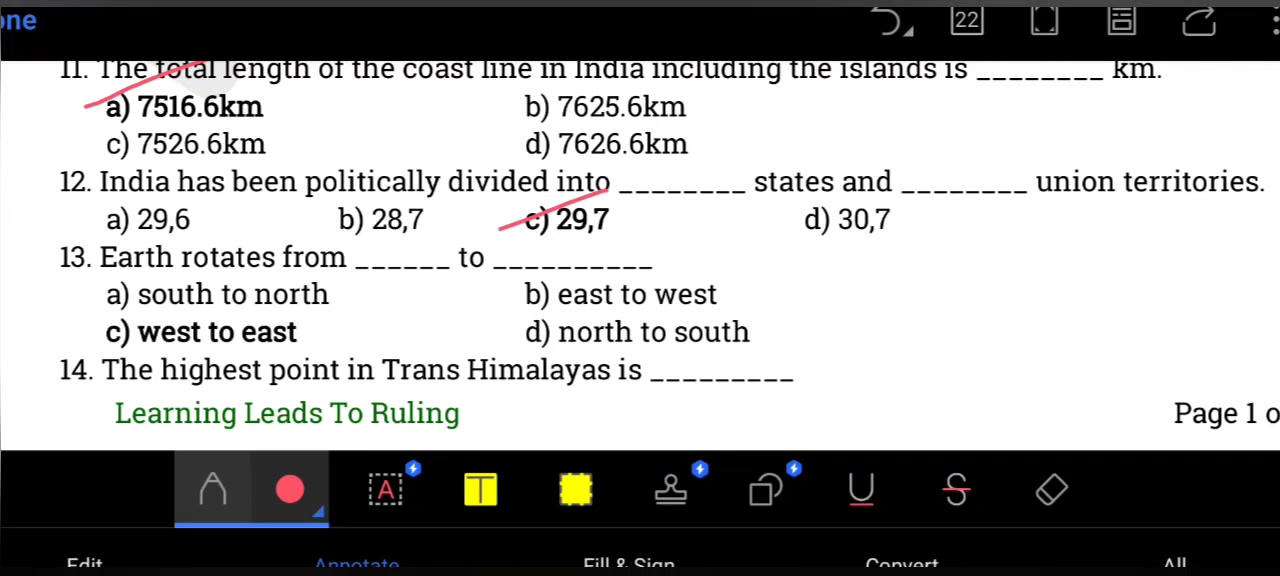 one
22
11. The total length of the coast line in India including the islands is ________ km.
a) 7516.6km b) 7625.6km
c) 7526.6km d) 7626.6km
12. India has been politically divided into ________ states and ________ union territories.
a) 29,6 b) 28,7 c) 29,7 d) 30,7
13. Earth rotates from ______ to __________
a) south to north b) east to west
c) west to east d) north to south
14. The highest point in Trans Himalayas is _________
Learning Leads To Ruling Page 1 o
A T U S
Edit Annotate Fill & Sign Convert All